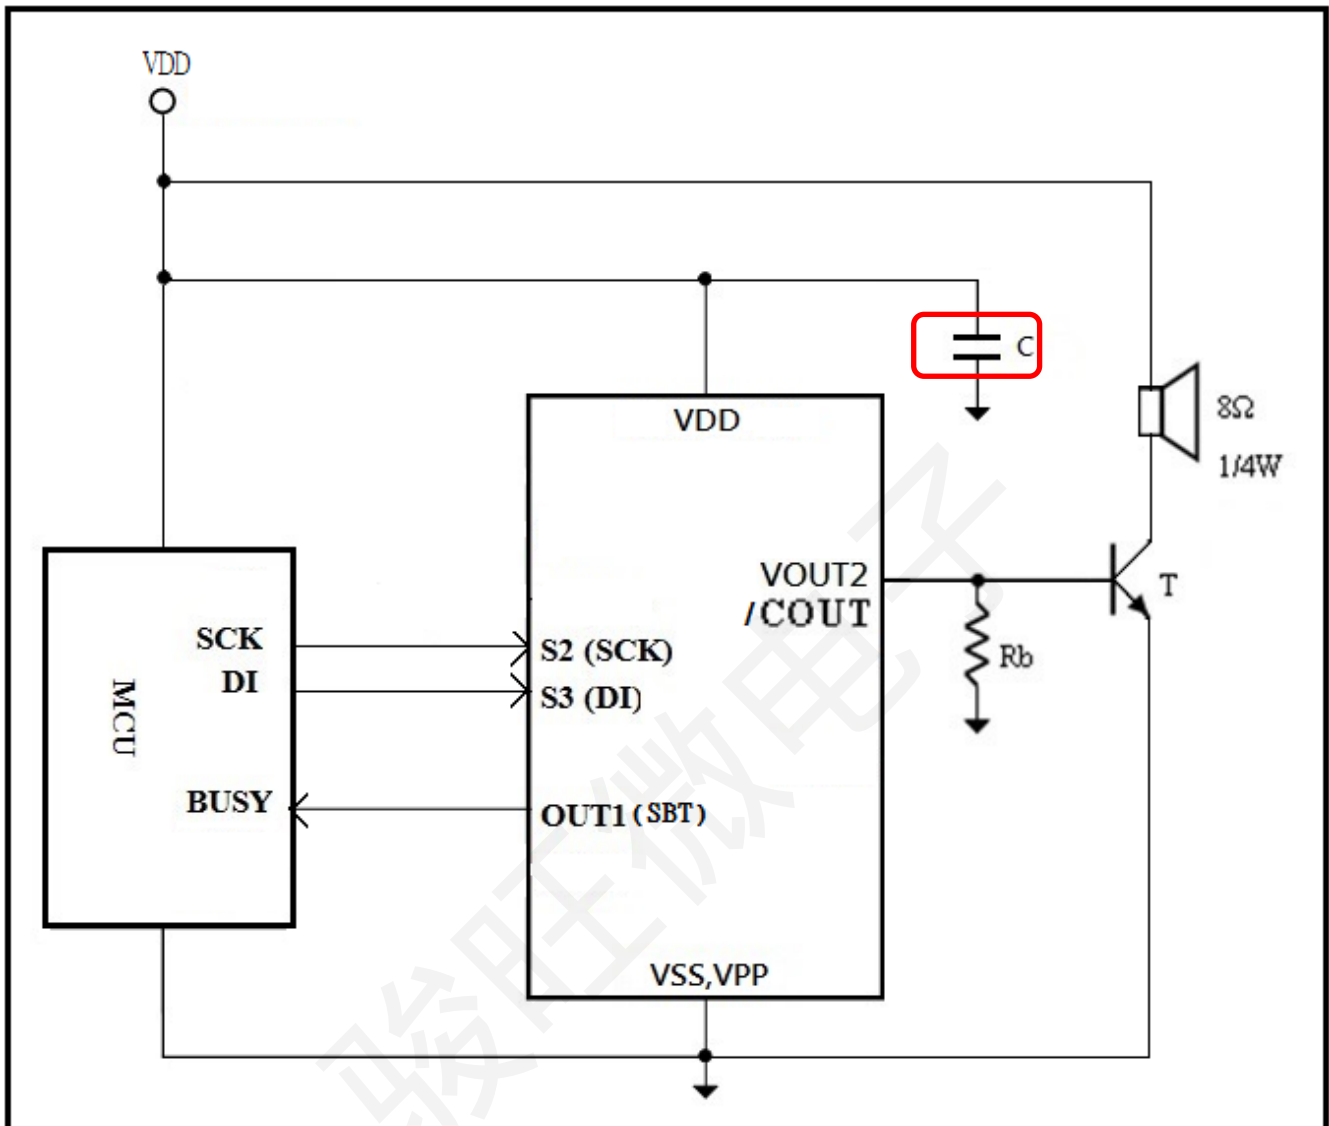 VDD
C
VDD
8Ω
1/4W
VOUT2
/COUT
T
SCK
S2 (SCK)
Rb
DI
S3 (DI)
MCU
BUSY
OUT1(SBT)
VSS,VPP
骏旺微电子